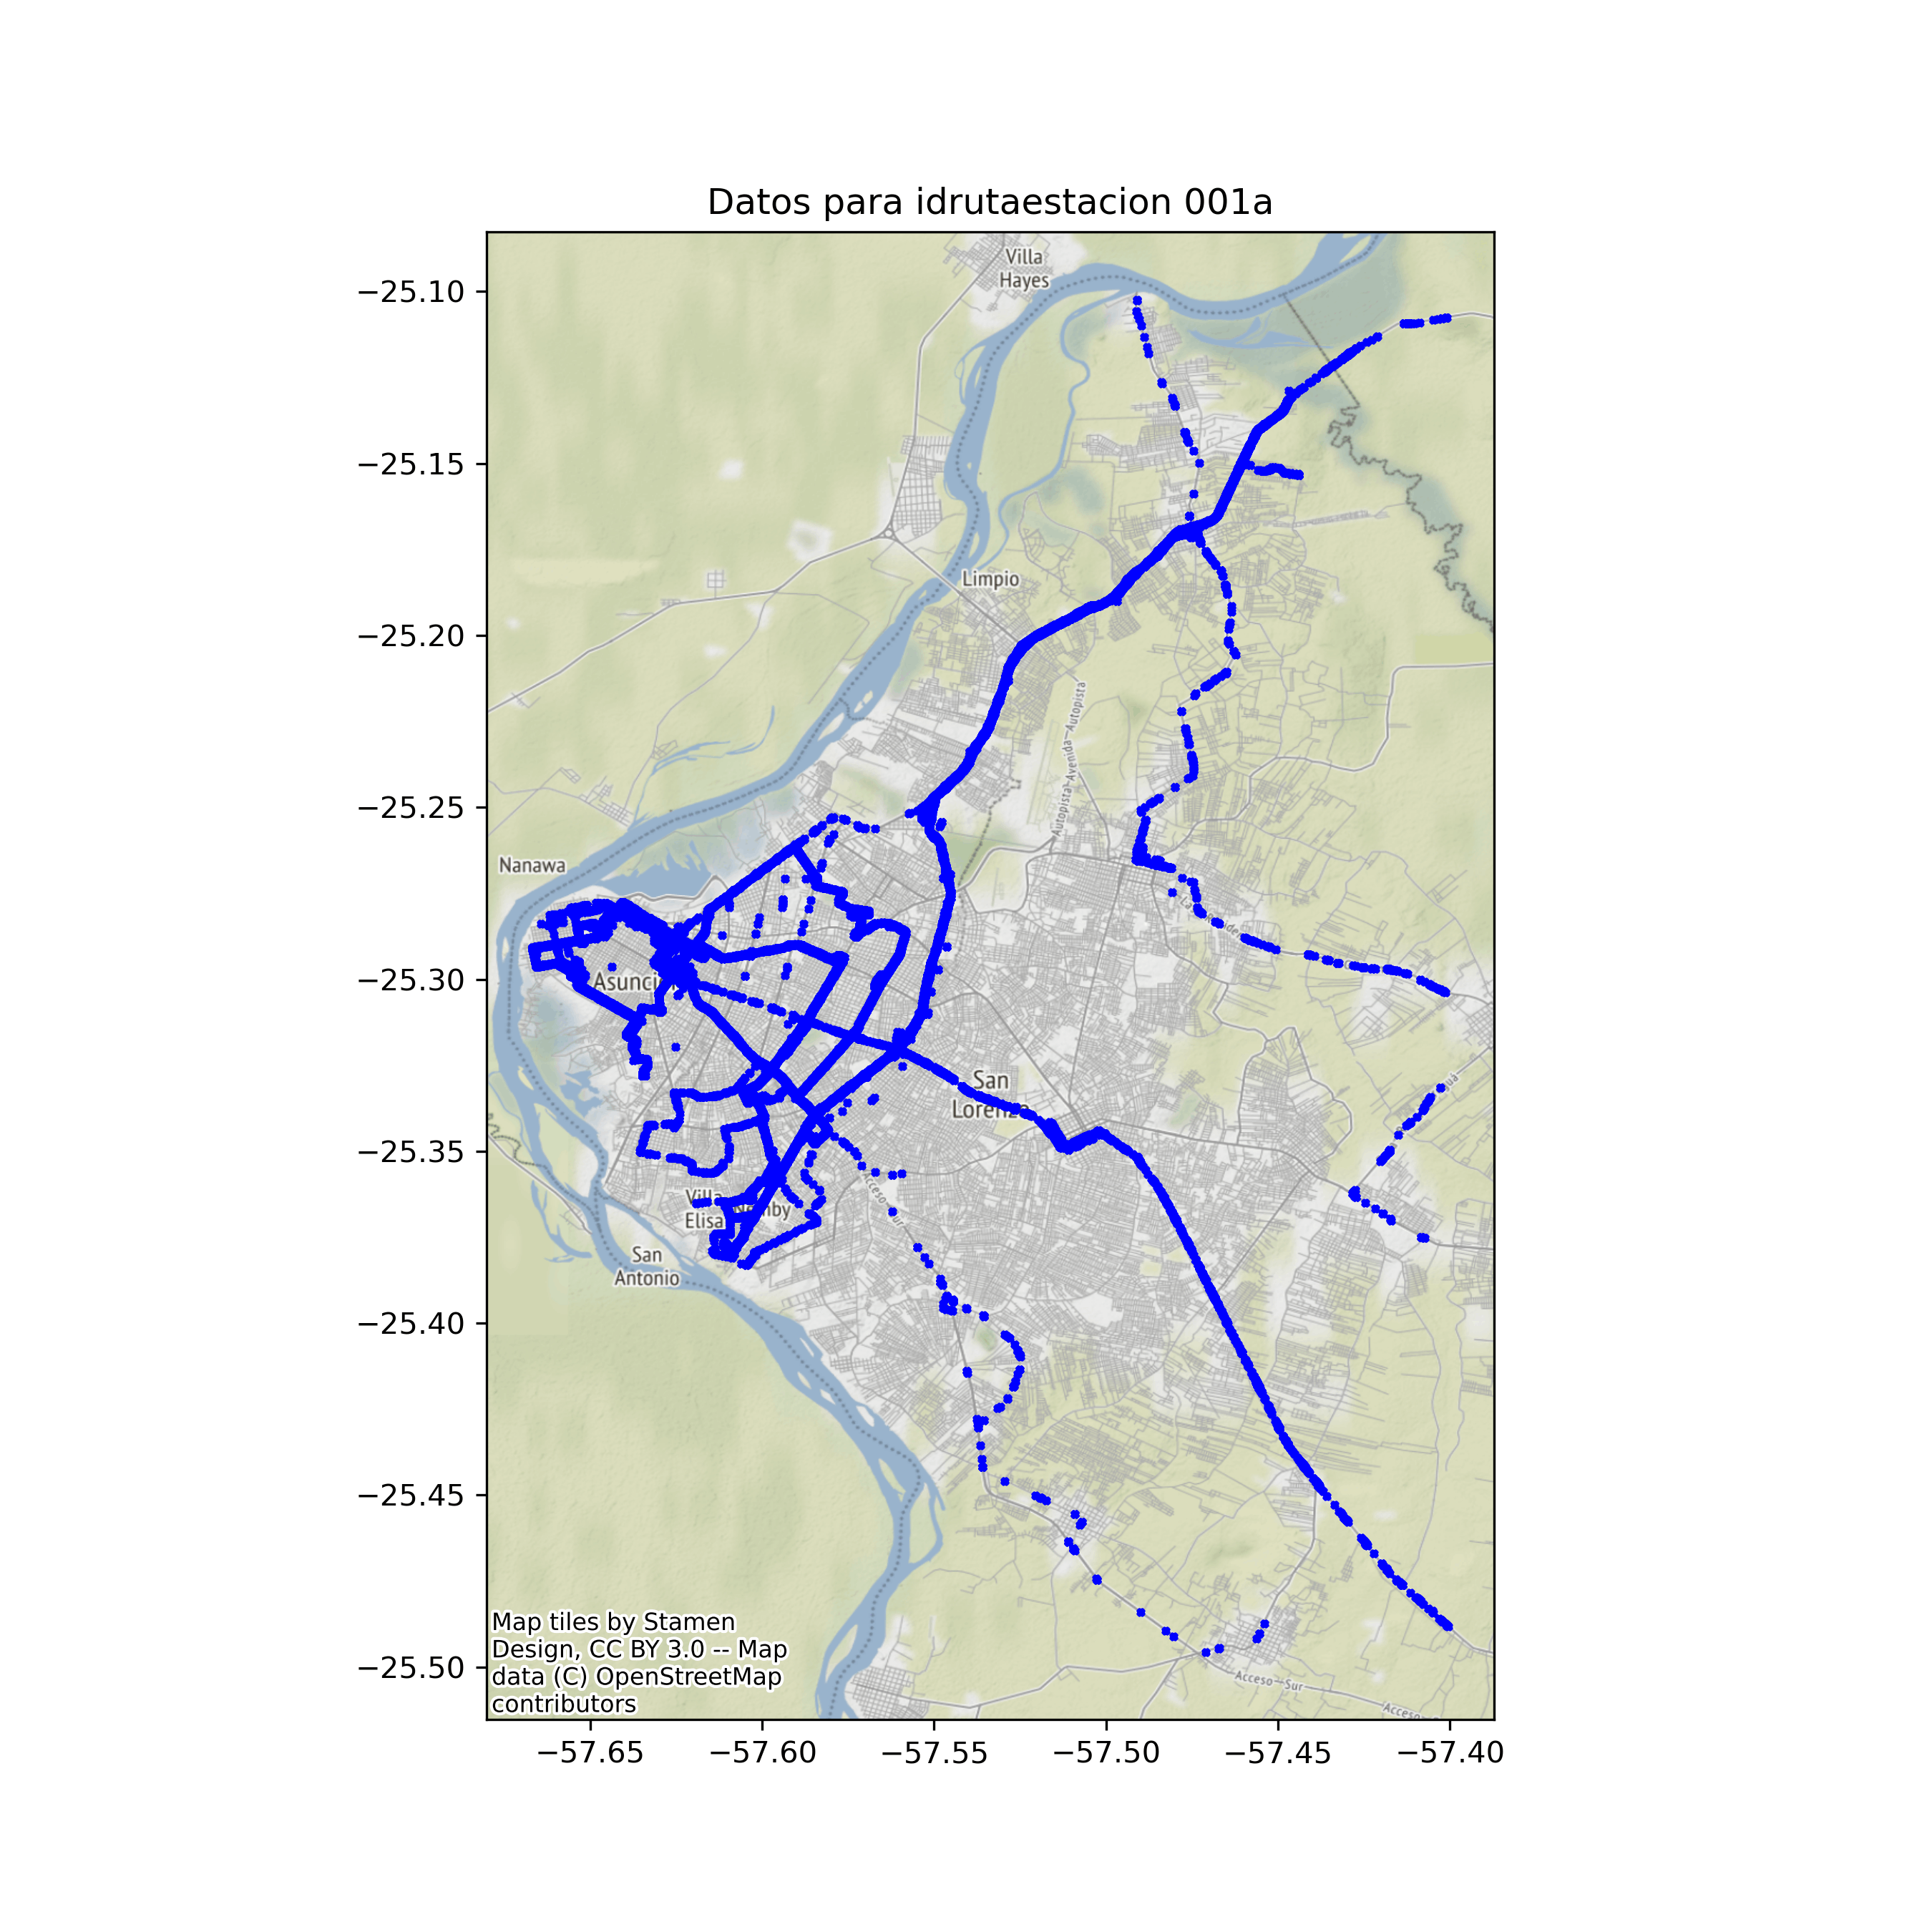 Datos para idrutaestacion 001a
−25.10
−25.15
−25.20
−25.25
−25.30
−25.35
−25.40
−25.45
−25.50
Villa
Hayes
Limpio
Autopista-Avenida-Autopista
Nanawa
San
Villa
Elisa
San
Antonio
Acceso-Sur
Acceso-Sur
Map tiles by Stamen
Design, CC BY 3.0 -- Map
data (C) OpenStreetMap
contributors
−57.65
−57.60
−57.55
−57.50
−57.45
−57.40